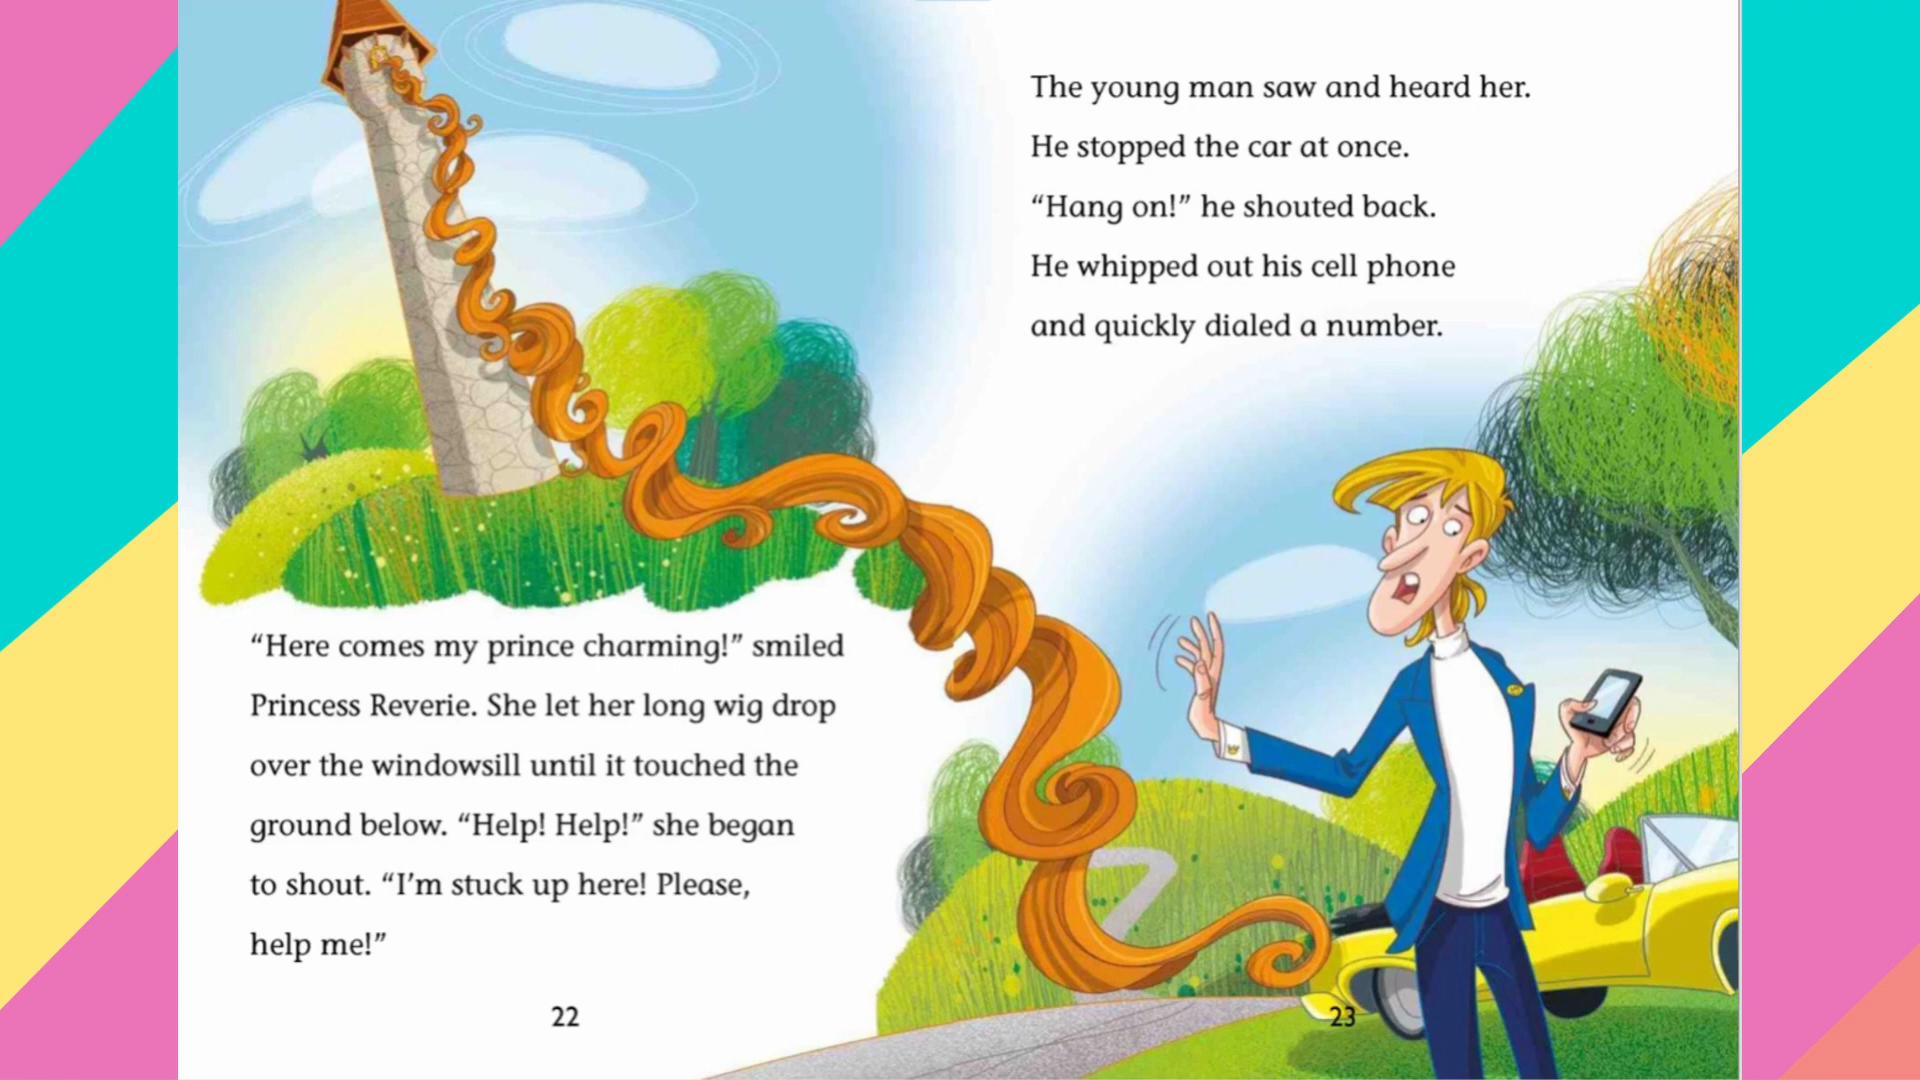 “Here comes my prince charming!” smiled
Princess Reverie. She let her long wig drop
over the windowsill until it touched the
ground below. “Help! Help!” she began
to shout. “I’m stuck up here! Please,
help me!”
22
The young man saw and heard her.
He stopped the car at once.
“Hang on!” he shouted back.
He whipped out his cell phone
and quickly dialed a number.
23